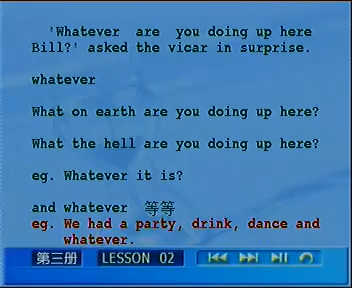 'Whatever are you doing up here
Bill?' asked the vicar in surprise.
whatever
What on earth are you doing up here?
What the hell are you doing up here?
eg. Whatever it is?
and whatever 等等
eg. We had a party, drink, dance and
whatever.
第三册 LESSON 02